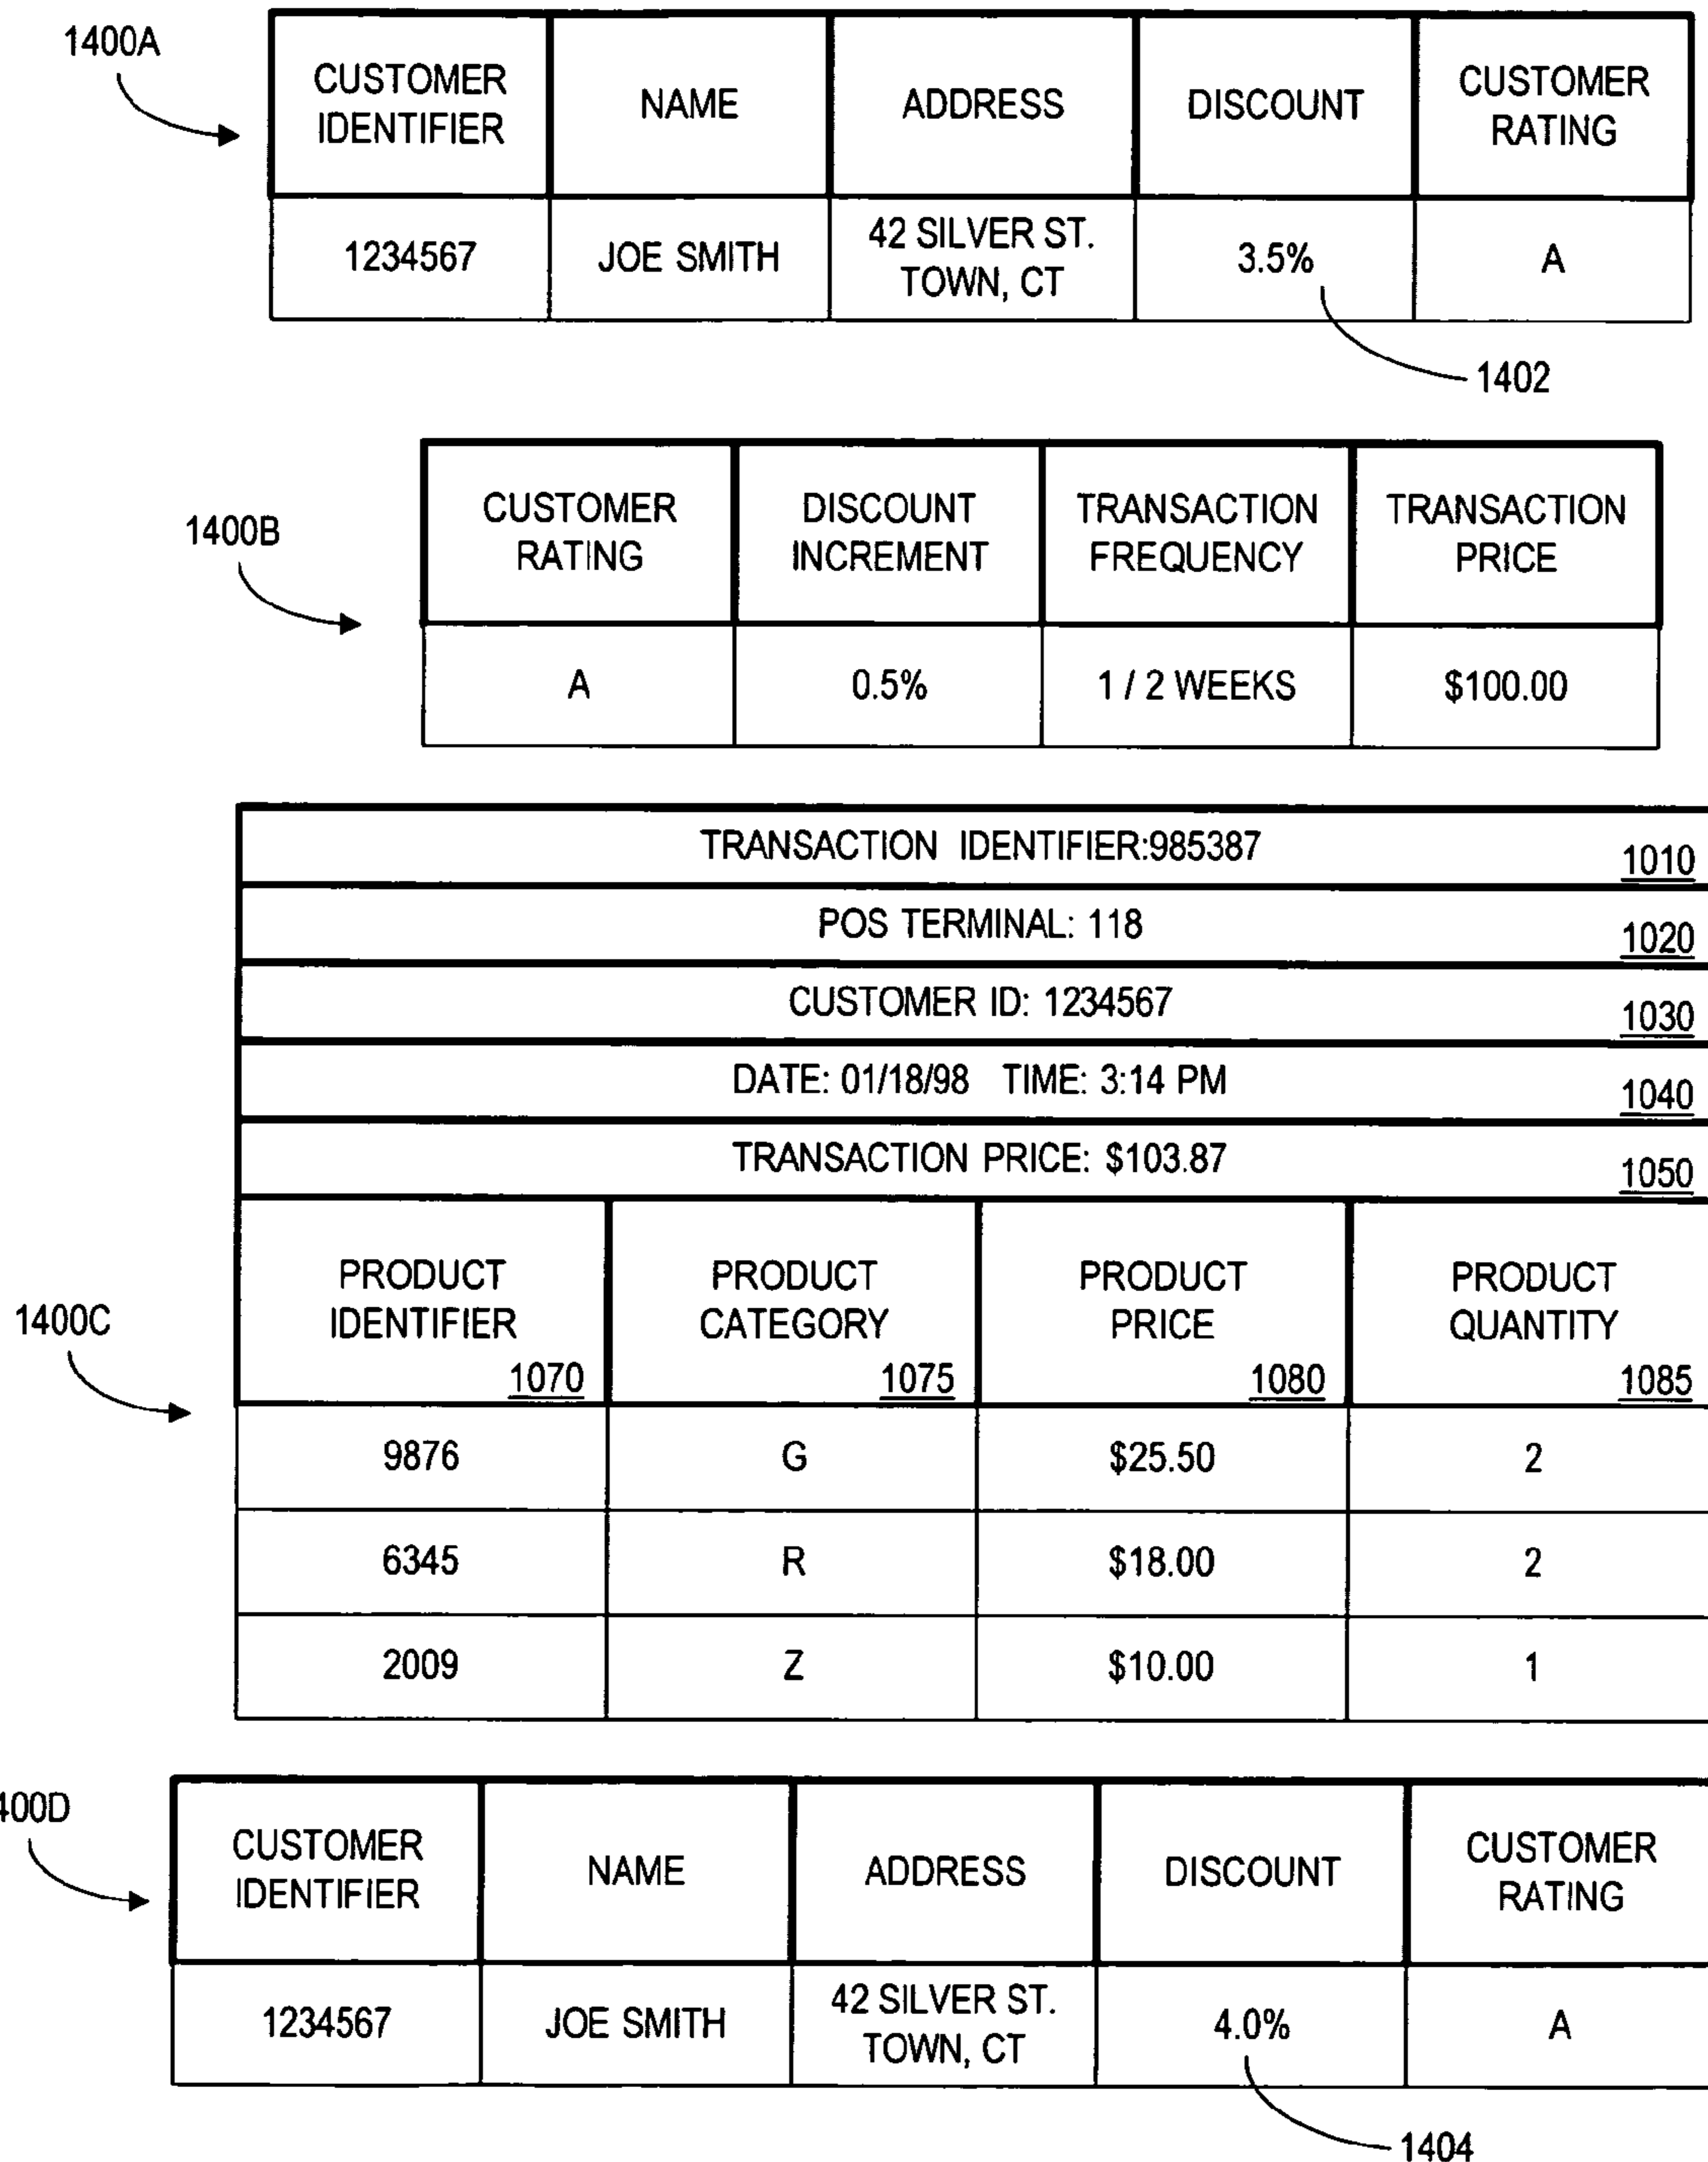 1400A
CUSTOMER IDENTIFIER NAME ADDRESS DISCOUNT CUSTOMER RATING
1234567 JOE SMITH 42 SILVER ST. TOWN, CT 3.5% A
1402
1400B
CUSTOMER RATING DISCOUNT INCREMENT TRANSACTION FREQUENCY TRANSACTION PRICE
A 0.5% 1 / 2 WEEKS $100.00
TRANSACTION IDENTIFIER:985387 1010
POS TERMINAL: 118 1020
CUSTOMER ID: 1234567 1030
DATE: 01/18/98 TIME: 3:14 PM 1040
TRANSACTION PRICE: $103.87 1050
1400C
PRODUCT IDENTIFIER 1070 PRODUCT CATEGORY 1075 PRODUCT PRICE 1080 PRODUCT QUANTITY 1085
9876 G $25.50 2
6345 R $18.00 2
2009 Z $10.00 1
400D
CUSTOMER IDENTIFIER NAME ADDRESS DISCOUNT CUSTOMER RATING
1234567 JOE SMITH 42 SILVER ST. TOWN, CT 4.0% A
1404